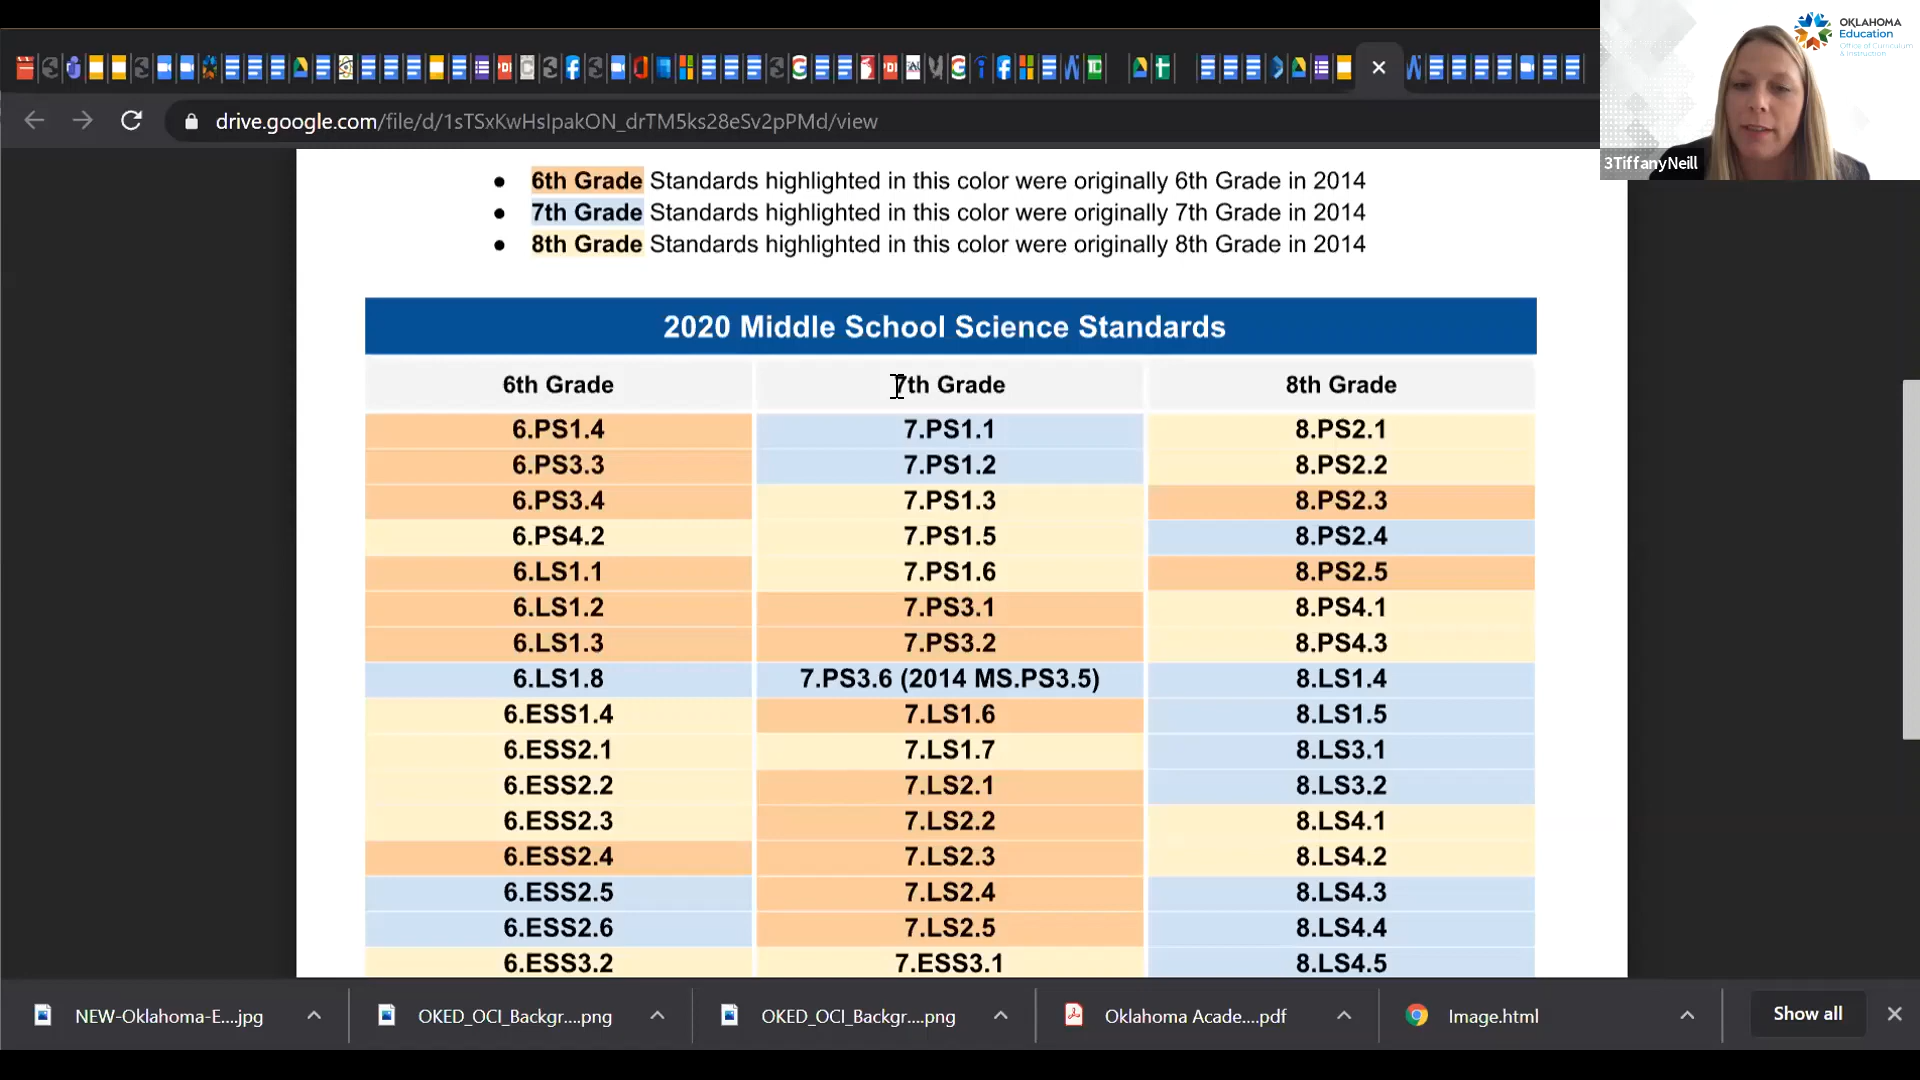 OKLAHOMA
Education
Office of Curriculum
& Instruction
drive.google.com/file/d/1sTSxKwHsIpakON_drTM5ks28eSv2pPMd/view
3TiffanyNeill
● 6th Grade Standards highlighted in this color were originally 6th Grade in 2014
● 7th Grade Standards highlighted in this color were originally 7th Grade in 2014
● 8th Grade Standards highlighted in this color were originally 8th Grade in 2014
2020 Middle School Science Standards
6th Grade 7th Grade 8th Grade
6.PS1.4 7.PS1.1 8.PS2.1
6.PS3.3 7.PS1.2 8.PS2.2
6.PS3.4 7.PS1.3 8.PS2.3
6.PS4.2 7.PS1.5 8.PS2.4
6.LS1.1 7.PS1.6 8.PS2.5
6.LS1.2 7.PS3.1 8.PS4.1
6.LS1.3 7.PS3.2 8.PS4.3
6.LS1.8 7.PS3.6 (2014 MS.PS3.5) 8.LS1.4
6.ESS1.4 7.LS1.6 8.LS1.5
6.ESS2.1 7.LS1.7 8.LS3.1
6.ESS2.2 7.LS2.1 8.LS3.2
6.ESS2.3 7.LS2.2 8.LS4.1
6.ESS2.4 7.LS2.3 8.LS4.2
6.ESS2.5 7.LS2.4 8.LS4.3
6.ESS2.6 7.LS2.5 8.LS4.4
6.ESS3.2 7.ESS3.1 8.LS4.5
NEW-Oklahoma-E....jpg OKED_OCI_Backgr....png OKED_OCI_Backgr....png Oklahoma Acade....pdf Image.html Show all